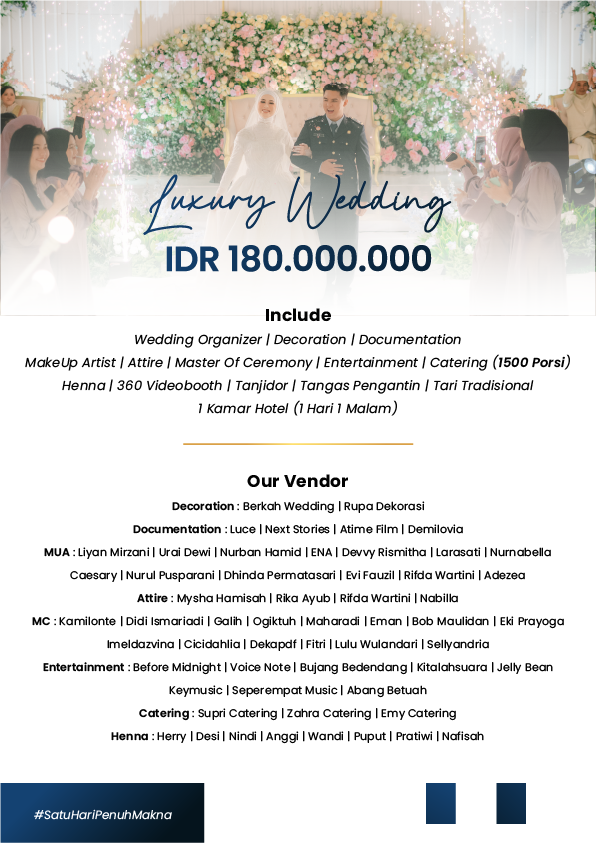 Luxury Wedding
IDR 180.000.000
Include
Wedding Organizer | Decoration | Documentation
MakeUp Artist | Attire | Master Of Ceremony | Entertainment | Catering (1500 Porsi)
Henna | 360 Videobooth | Tanjidor | Tangas Pengantin | Tari Tradisional
1 Kamar Hotel (1 Hari 1 Malam)
Our Vendor
Decoration : Berkah Wedding | Rupa Dekorasi
Documentation : Luce | Next Stories | Atime Film | Demilovia
MUA : Liyan Mirzani | Urai Dewi | Nurban Hamid | ENA | Devvy Rismitha | Larasati | Nurnabella
Caesary | Nurul Pusparani | Dhinda Permatasari | Evi Fauzil | Rifda Wartini | Adezea
Attire : Mysha Hamisah | Rika Ayub | Rifda Wartini | Nabilla
MC : Kamilonte | Didi Ismariadi | Galih | Ogiktuh | Maharadi | Eman | Bob Maulidan | Eki Prayoga
Imeldazvina | Cicidahlia | Dekapdf | Fitri | Lulu Wulandari | Sellyandria
Entertainment : Before Midnight | Voice Note | Bujang Bedendang | Kitalahsuara | Jelly Bean
Keymusic | Seperempat Music | Abang Betuah
Catering : Supri Catering | Zahra Catering | Emy Catering
Henna : Herry | Desi | Nindi | Anggi | Wandi | Puput | Pratiwi | Nafisah
#SatuHariPenuhMakna